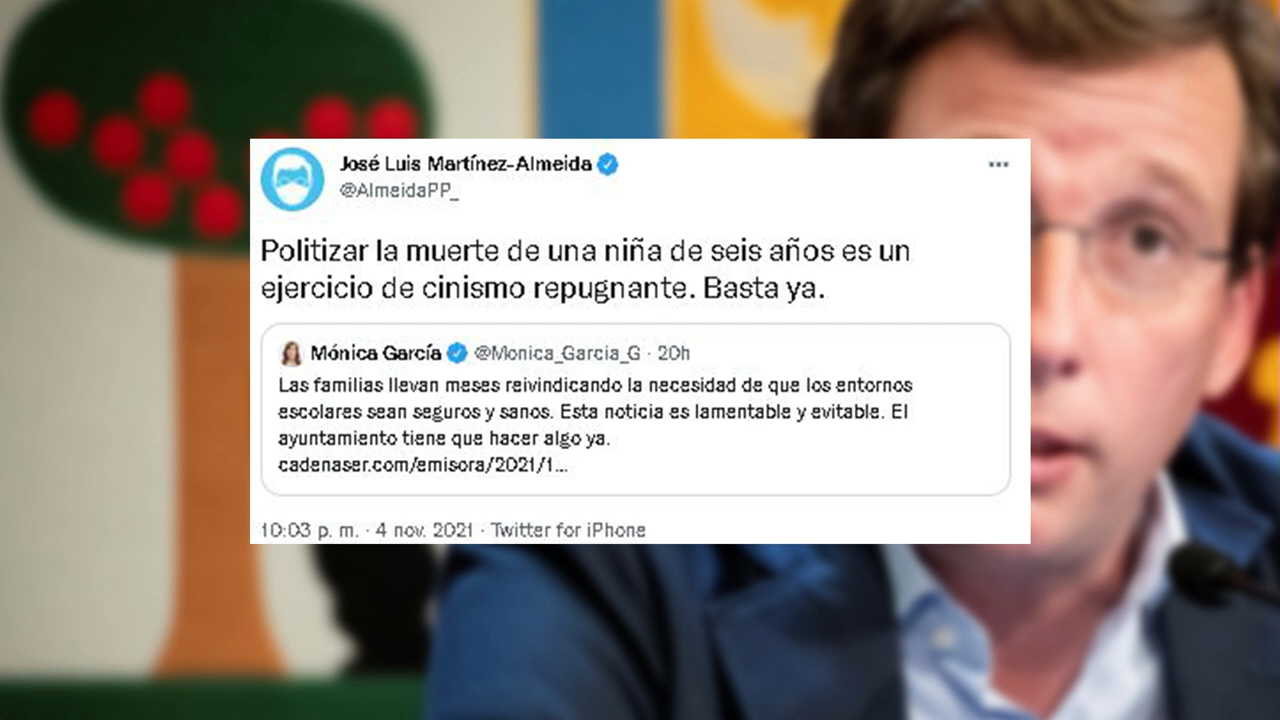 José Luis Martínez-Almeida
@AlmeidaPP_
Politizar la muerte de una niña de seis años es un
ejercicio de cinismo repugnante. Basta ya.
Mónica García @Monica_Garcia_G · 20h
Las familias llevan meses reivindicando la necesidad de que los entornos
escolares sean seguros y sanos. Esta noticia es lamentable y evitable. El
ayuntamiento tiene que hacer algo ya.
cadenaser.com/emisora/2021/1...
10:03 p. m. · 4 nov. 2021 · Twitter for iPhone